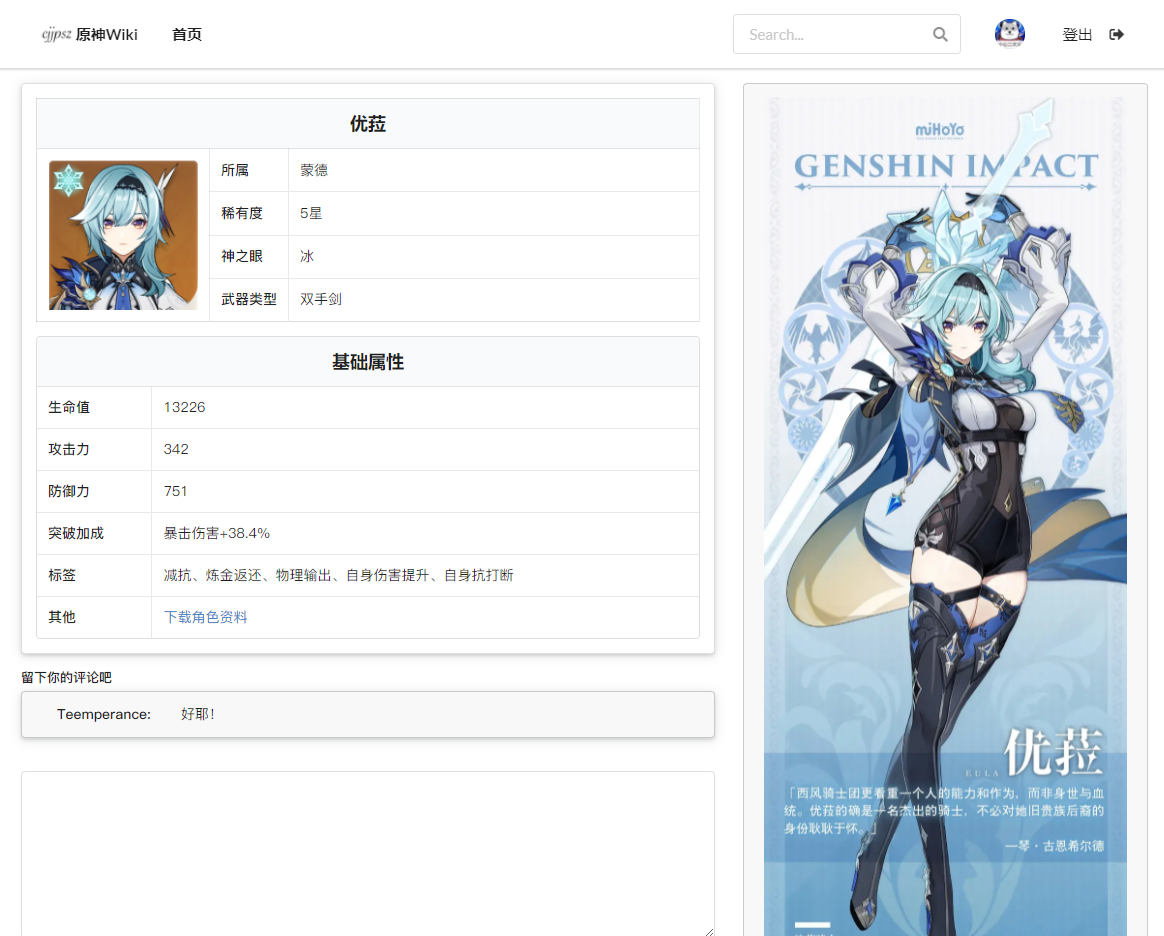 cjjpsz 原神Wiki 首页 Search... 登出
优菈
所属 蒙德
稀有度 5星
神之眼 冰
武器类型 双手剑
基础属性
生命值 13226
攻击力 342
防御力 751
突破加成 暴击伤害+38.4%
标签 减抗、炼金返还、物理输出、自身伤害提升、自身抗打断
其他 下载角色资料
留下你的评论吧
Teemperance: 好耶!
miHoYo
GENSHIN IMPACT
优菈
EULA
「西风骑士团更看重一个人的能力和作为，而非身世与血
统。优菈的确是一名杰出的骑士，不必对她旧贵族后裔的
身份耿耿于怀。」
—琴·古恩希尔德